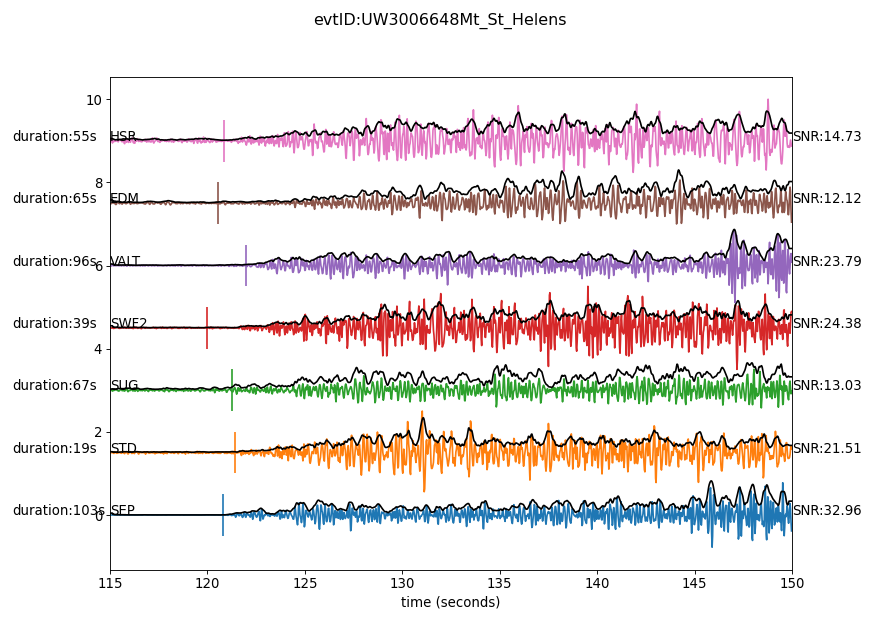 evtID:UW3006648Mt_St_Helens
10
duration:55s HSR SNR:14.73
8
duration:65s EDM SNR:12.12
duration:96s VALT SNR:23.79
6
duration:39s SWF2 SNR:24.38
4
duration:67s SUG SNR:13.03
2
duration:19s STD SNR:21.51
duration:103s SEP SNR:32.96
0
115 120 125 130 135 140 145 150
time (seconds)